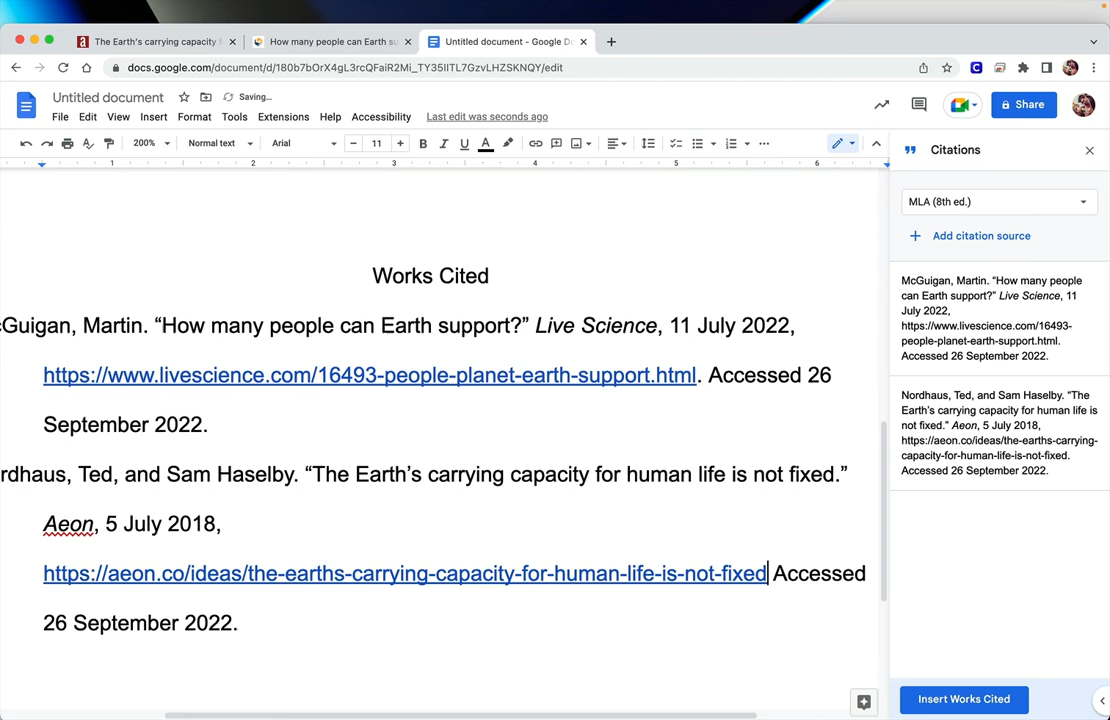 The Earth's carrying capacity f
How many people can Earth su
Untitled document - Google D
docs.google.com/document/d/180b7bOrX4gL3rcQFaiR2Mi_TY35IITL7GzvLHZSKNQY/edit
Untitled document
Saving...
File Edit View Insert Format Tools Extensions Help Accessibility Last edit was seconds ago
Share
200% Normal text Arial 11
1 2 3 4 5 6
Citations
MLA (8th ed.)
Add citation source
McGuigan, Martin. “How many people
can Earth support?” Live Science, 11
July 2022,
https://www.livescience.com/16493-
people-planet-earth-support.html.
Accessed 26 September 2022.
Nordhaus, Ted, and Sam Haselby. “The
Earth’s carrying capacity for human life is
not fixed.” Aeon, 5 July 2018,
https://aeon.co/ideas/the-earths-carrying-
capacity-for-human-life-is-not-fixed.
Accessed 26 September 2022.
Insert Works Cited
Works Cited
cGuigan, Martin. “How many people can Earth support?” Live Science, 11 July 2022,
https://www.livescience.com/16493-people-planet-earth-support.html. Accessed 26
September 2022.
rdhaus, Ted, and Sam Haselby. “The Earth’s carrying capacity for human life is not fixed.”
Aeon, 5 July 2018,
https://aeon.co/ideas/the-earths-carrying-capacity-for-human-life-is-not-fixed Accessed
26 September 2022.